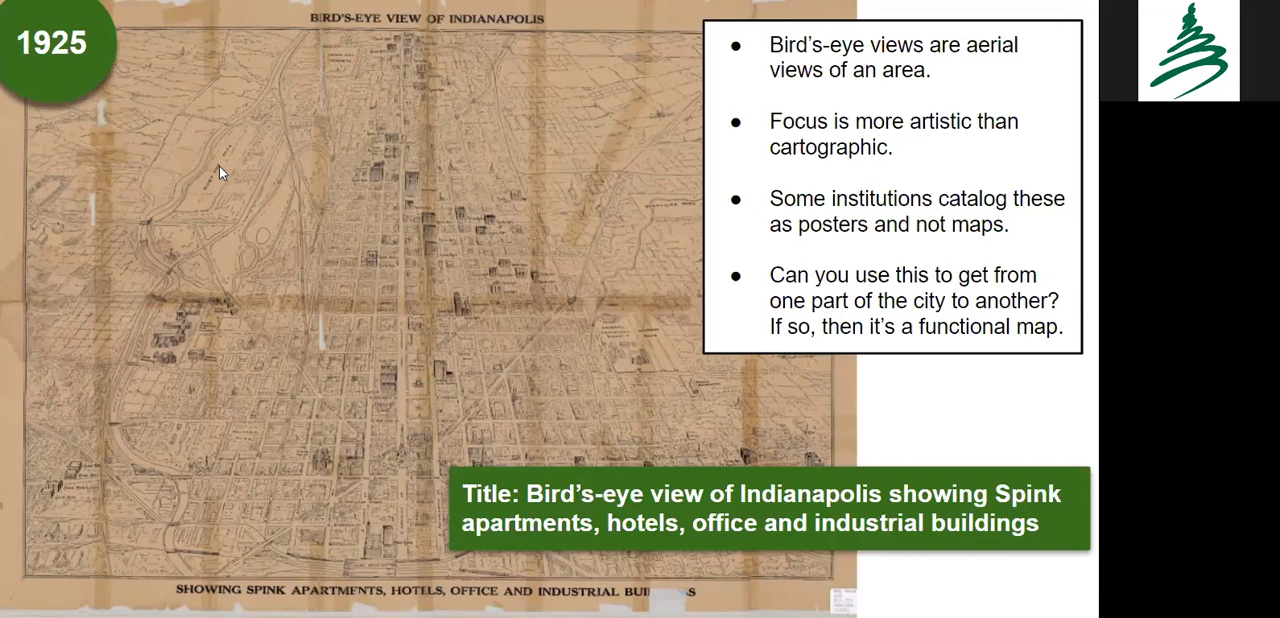 BIRD'S-EYE VIEW OF INDIANAPOLIS
1925
● Bird's-eye views are aerial
views of an area.
● Focus is more artistic than
cartographic.
● Some institutions catalog these
as posters and not maps.
● Can you use this to get from
one part of the city to another?
If so, then it's a functional map.
Title: Bird's-eye view of Indianapolis showing Spink
apartments, hotels, office and industrial buildings
SHOWING SPINK APARTMENTS, HOTELS, OFFICE AND INDUSTRIAL BUI S